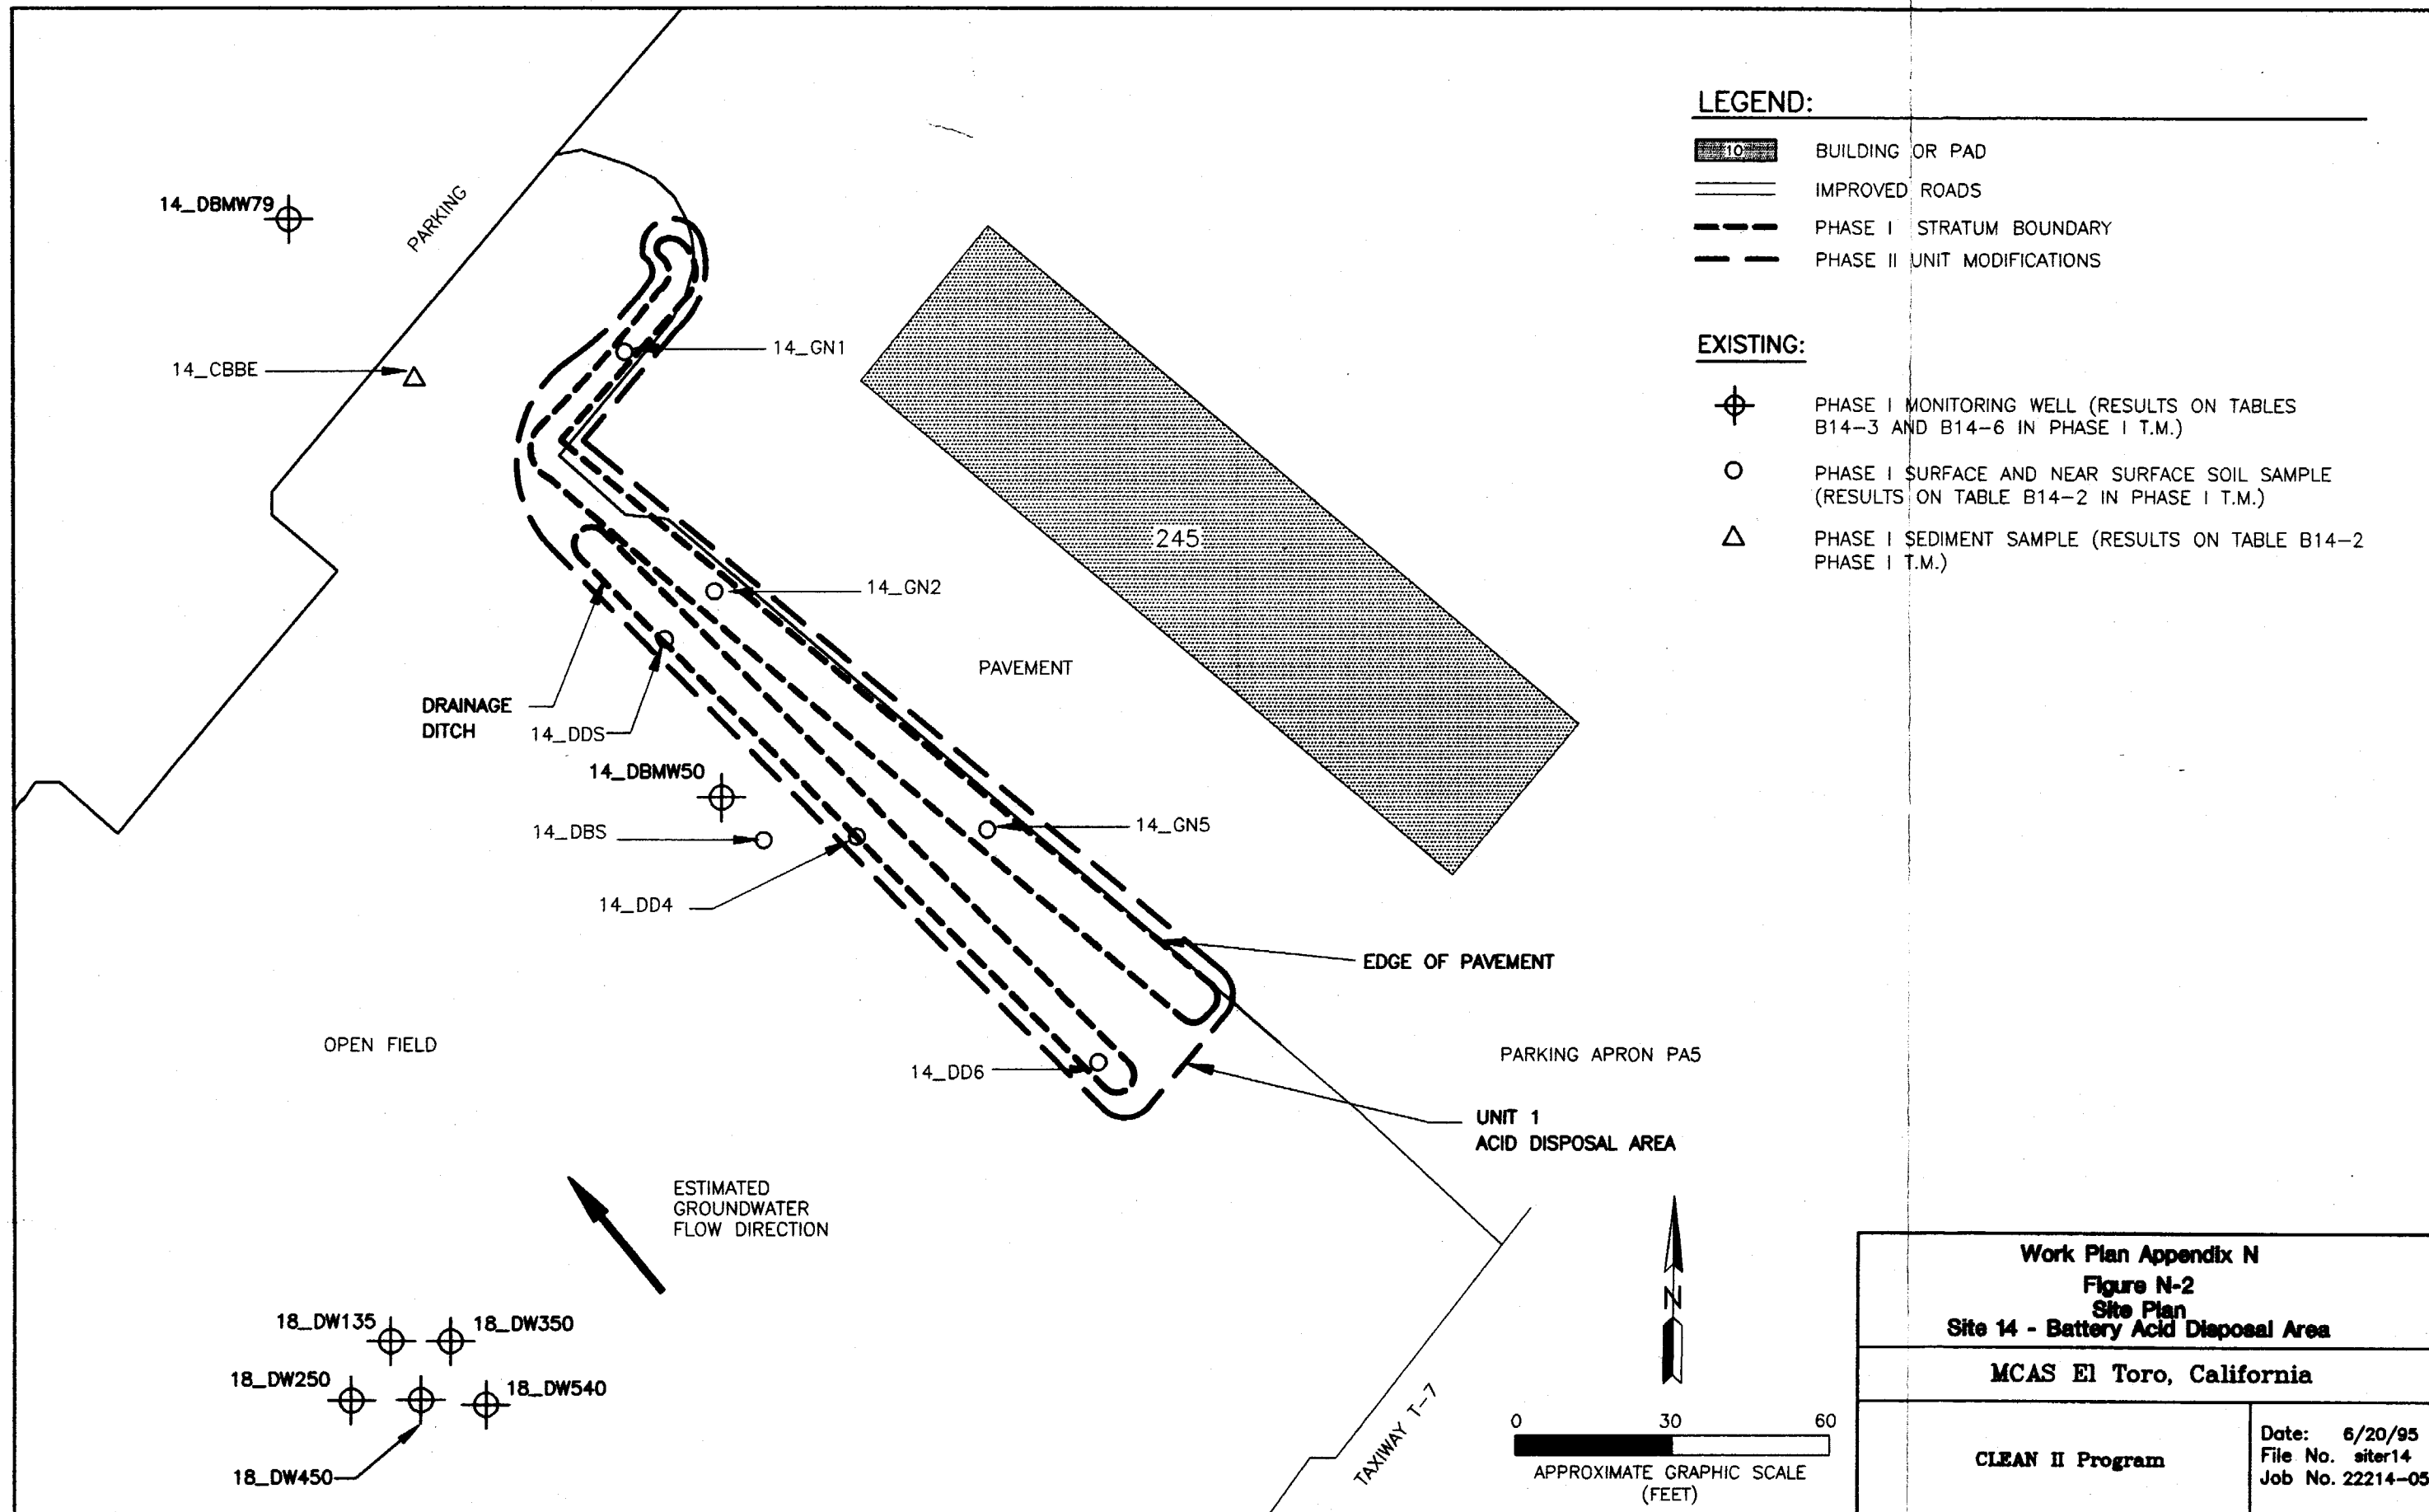 LEGEND:
10
BUILDING OR PAD
IMPROVED ROADS
PHASE I STRATUM BOUNDARY
PHASE II UNIT MODIFICATIONS
EXISTING:
PHASE I MONITORING WELL (RESULTS ON TABLES
B14-3 AND B14-6 IN PHASE I T.M.)
PHASE I SURFACE AND NEAR SURFACE SOIL SAMPLE
(RESULTS ON TABLE B14-2 IN PHASE I T.M.)
PHASE I SEDIMENT SAMPLE (RESULTS ON TABLE B14-2
PHASE I T.M.)
14_DBMW79
PARKING
14_CBBE
14_GN1
245
14_GN2
PAVEMENT
DRAINAGE
DITCH
14_DDS
14_DBMW50
14_DBS
14_GN5
14_DD4
EDGE OF PAVEMENT
OPEN FIELD
14_DD6
PARKING APRON PA5
UNIT 1
ACID DISPOSAL AREA
ESTIMATED
GROUNDWATER
FLOW DIRECTION
18_DW135
18_DW350
18_DW250
18_DW540
18_DW450
TAXIWAY T-7
N
0 30 60
APPROXIMATE GRAPHIC SCALE
(FEET)
Work Plan Appendix N
Figure N-2
Site Plan
Site 14 - Battery Acid Disposal Area
MCAS El Toro, California
CLEAN II Program
Date: 6/20/95
File No. siter14
Job No. 22214-05